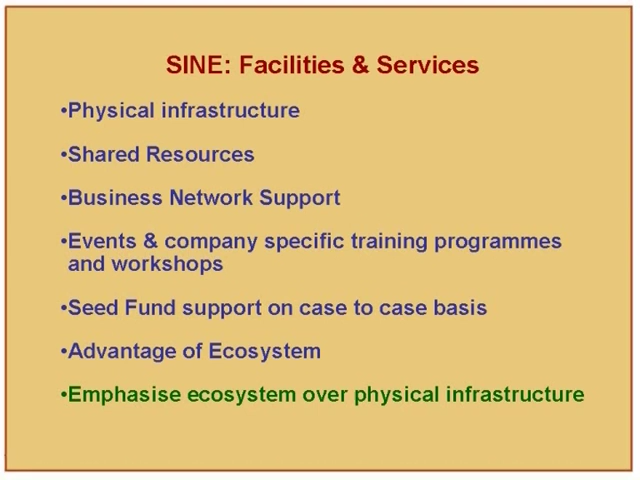 SINE: Facilities & Services
•Physical infrastructure
•Shared Resources
•Business Network Support
•Events & company specific training programmes
and workshops
•Seed Fund support on case to case basis
•Advantage of Ecosystem
•Emphasise ecosystem over physical infrastructure